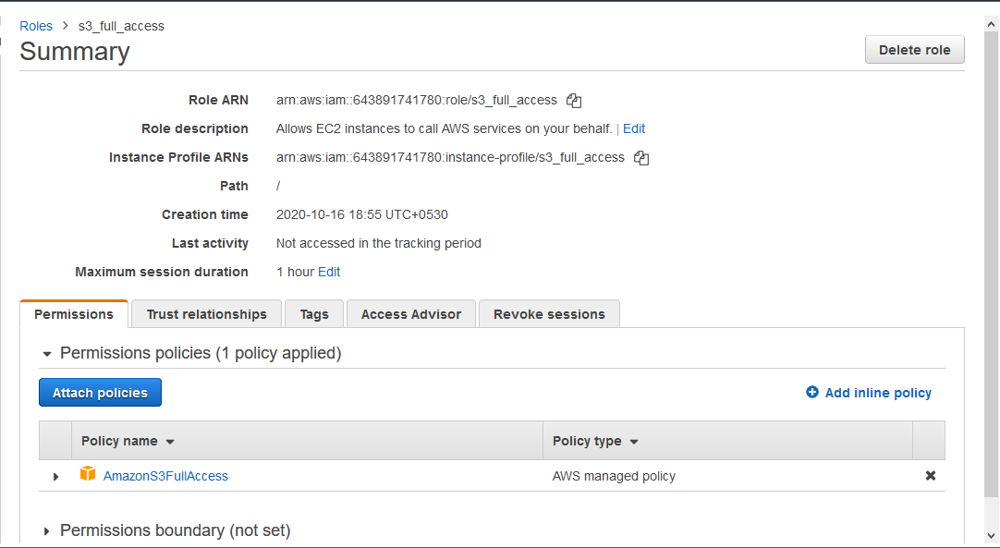 Roles > s3_full_access
Summary
Delete role
Role ARN arn:aws:iam::643891741780:role/s3_full_access
Role description Allows EC2 instances to call AWS services on your behalf. | Edit
Instance Profile ARNs arn:aws:iam::643891741780:instance-profile/s3_full_access
Path /
Creation time 2020-10-16 18:55 UTC+0530
Last activity Not accessed in the tracking period
Maximum session duration 1 hour Edit
Permissions Trust relationships Tags Access Advisor Revoke sessions
Permissions policies (1 policy applied)
Attach policies Add inline policy
Policy name Policy type
AmazonS3FullAccess AWS managed policy
Permissions boundary (not set)